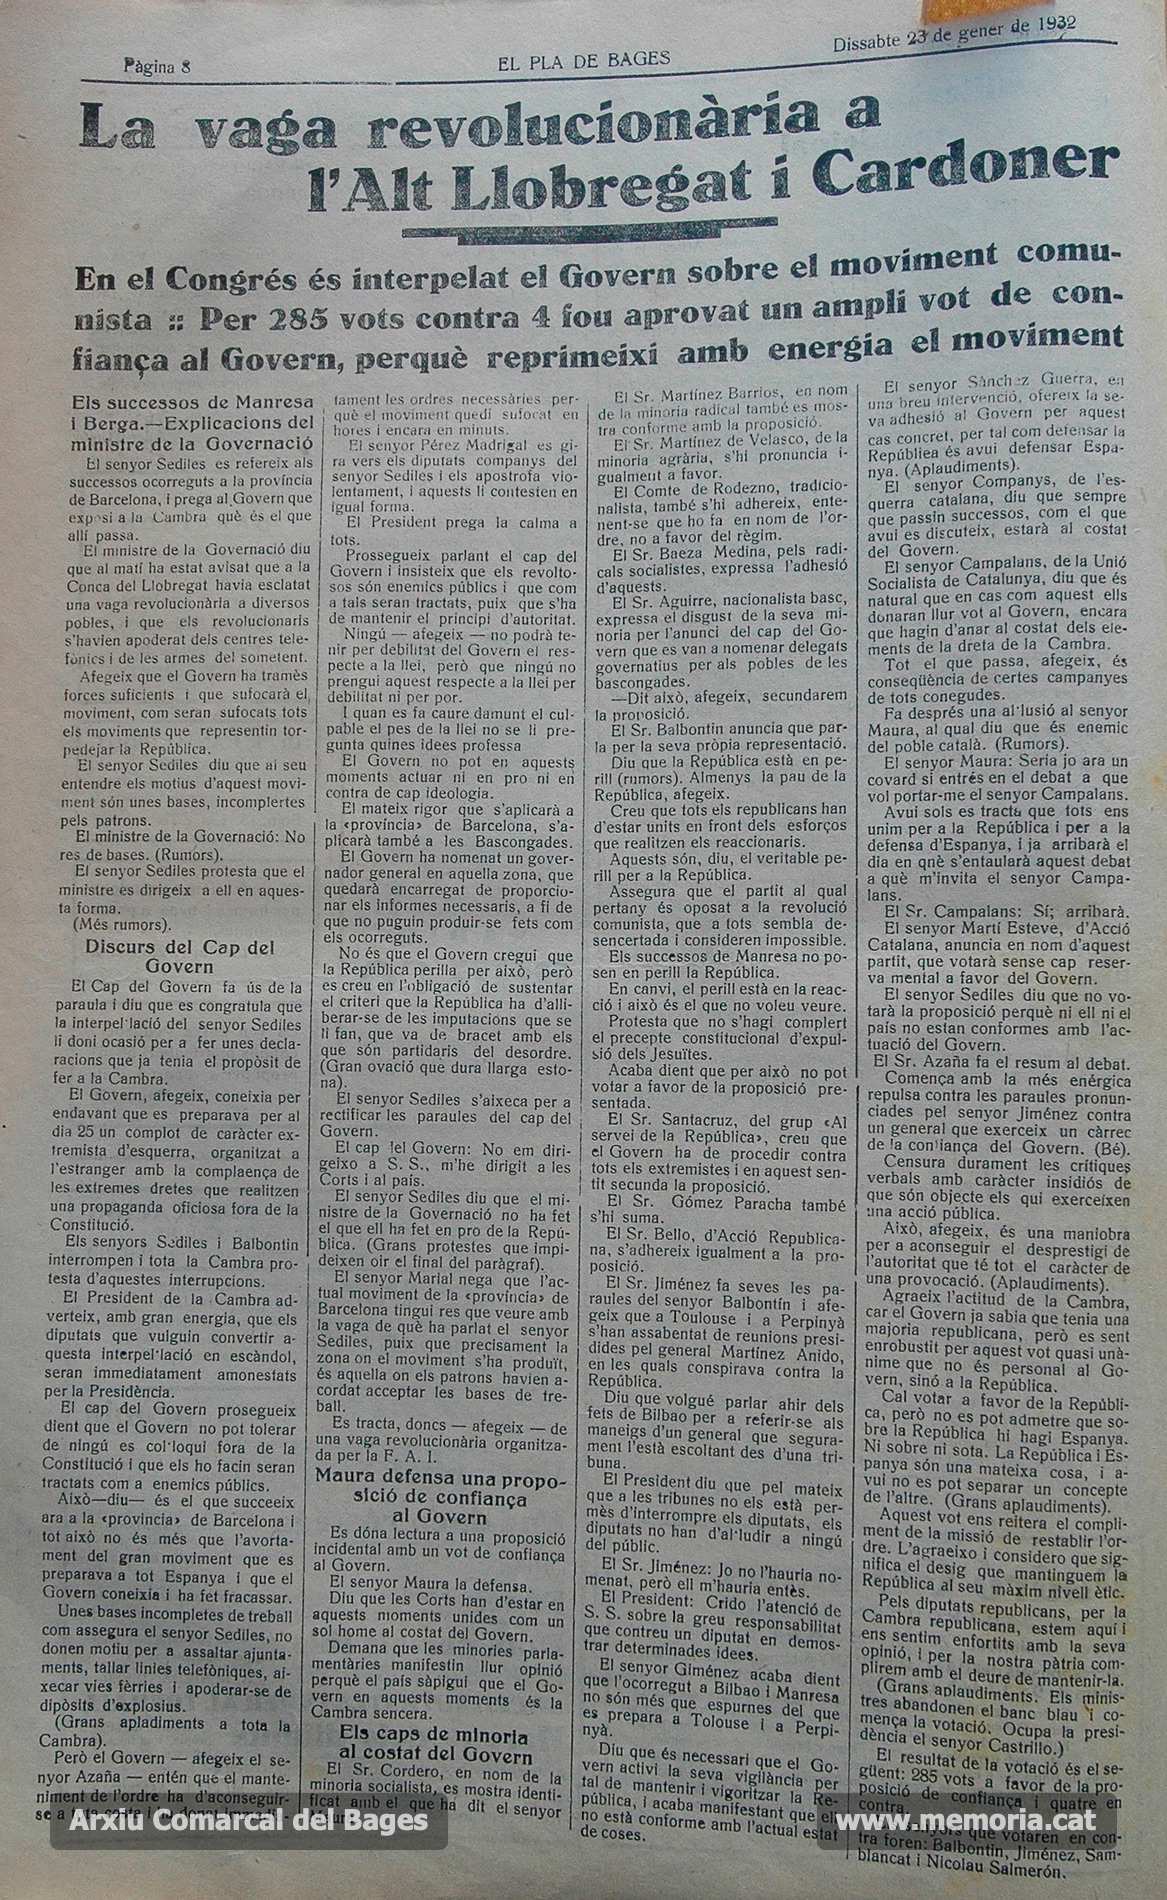 Pàgina 8
EL PLA DE BAGES
Dissabte 23 de gener de 1932
La vaga revolucionària a
l'Alt Llobregat i Cardoner
En el Congrés és interpelat el Govern sobre el moviment comu-
nista :: Per 285 vots contra 4 fou aprovat un ampli vot de con-
fiança al Govern, perquè reprimeixi amb energia el moviment
Els successos de Manresa
i Berga.—Explicacions del
ministre de la Governació
El senyor Sediles es refereix als
successos ocorreguts a la província
de Barcelona, i prega al Govern que
exposi a la Cambra què és el que
allí passa.
El ministre de la Governació diu
que al matí ha estat avisat que a la
Conca del Llobregat havia esclatat
una vaga revolucionària a diversos
pobles, i que els revolucionaris
s'havien apoderat dels centres tele-
fònics i de les armes del sometent.
Afegeix que el Govern ha tramès
forces suficients i que sufocarà el
moviment, com seran sufocats tots
els moviments que representin tor-
pedejar la República.
El senyor Sediles diu que al seu
entendre els motius d'aquest movi-
ment són unes bases, incomplertes
pels patrons.
El ministre de la Governació: No
res de bases. (Rumors).
El senyor Sediles protesta que el
ministre es dirigeix a ell en aques-
ta forma.
(Més rumors).
Discurs del Cap del
Govern
El Cap del Govern fa ús de la
paraula i diu que es congratula que
la interpel·lació del senyor Sediles
li doni ocasió per a fer unes decla-
racions que ja tenia el propòsit de
fer a la Cambra.
El Govern, afegeix, coneixia per
endavant que es preparava per al
dia 25 un complot de caràcter ex-
tremista d'esquerra, organitzat a
l'estranger amb la complaença de
les extremes dretes que realitzen
una propaganda oficiosa fora de la
Constitució.
Els senyors Sediles i Balbontin
interrompen i tota la Cambra pro-
testa d'aquestes interrupcions.
El President de la Cambra ad-
verteix, amb gran energia, que els
diputats que vulguin convertir a-
questa interpel·lació en escàndol,
seran immediatament amonestats
per la Presidència.
El cap del Govern prosegueix
dient que el Govern no pot tolerar
de ningú es col·loqui fora de la
Constitució i que els ho facin seran
tractats com a enemics públics.
Això—diu— és el que succeeix
ara a la «provincia» de Barcelona i
tot això no és més que l'avorta-
ment del gran moviment que es
preparava a tot Espanya i que el
Govern coneixia i ha fet fracassar.
Unes bases incompletes de treball
com assegura el senyor Sediles, no
donen motiu per a assaltar ajunta-
ments, tallar linies telefòniques, ai-
xecar vies fèrries i apoderar-se de
dipòsits d'explosius.
(Grans apladiments a tota la
Cambra).
Però el Govern — afegeix el se-
nyor Azaña — entén que el mante-
niment de l'ordre ha d'aconseguir-
se a
tament les ordres necessàries per-
què el moviment quedi sufocat en
hores i encara en minuts.
El senyor Pérez Madrigal es gi-
ra vers els diputats companys del
senyor Sediles i els apostrofa vio-
lentament, i aquests li contesten en
igual forma.
El President prega la calma a
tots.
Prossegueix parlant el cap del
Govern i insisteix que els revolto-
sos són enemics públics i que com
a tals seran tractats, puix que s'ha
de mantenir el principi d'autoritat.
Ningú — afegeix — no podrà te-
nir per debilitat del Govern el res-
pecte a la llei, però que ningú no
prengui aquest respecte a la llei per
debilitat ni per por.
I quan es fa caure damunt el cul-
pable el pes de la llei no se li pre-
gunta quines idees professa
El Govern no pot en aquests
moments actuar ni en pro ni en
contra de cap ideologia.
El mateix rigor que s'aplicarà a
la «província» de Barcelona, s'a-
plicarà també a les Bascongades.
El Govern ha nomenat un gover-
nador general en aquella zona, que
quedarà encarregat de proporcio-
nar els informes necessaris, a fi de
que no puguin produir-se fets com
els ocorreguts.
No és que el Govern cregui que
la República perilla per això, però
es creu en l'obligació de sustentar
el criteri que la República ha d'alli-
berar-se de les imputacions que se
li fan, que va de bracet amb els
que són partidaris del desordre.
(Gran ovació que dura llarga esto-
na).
El senyor Sediles s'aixeca per a
rectificar les paraules del cap del
Govern.
El cap del Govern: No em diri-
geixo a S. S., m'he dirigit a les
Corts i al país.
El senyor Sediles diu que el mi-
nistre de la Governació no ha fet
el que ell ha fet en pro de la Repú-
blica. (Grans protestes que impi-
deixen oir el final del paràgraf).
El senyor Marial nega que l'ac-
tual moviment de la «província» de
Barcelona tingui res que veure amb
la vaga de què ha parlat el senyor
Sediles, puix que precisament la
zona on el moviment s'ha produït,
és aquella on els patrons havien a-
cordat acceptar les bases de tre-
ball.
Es tracta, doncs — afegeix — de
una vaga revolucionària organitza-
da per la F. A. I.
Maura defensa una propo-
sició de confiança
al Govern
Es dóna lectura a una proposició
incidental amb un vot de confiança
al Govern.
El senyor Maura la defensa.
Diu que les Corts han d'estar en
aquests moments unides com un
sol home al costat del Govern.
Demana que les minories parla-
mentàries manifestin llur opinió
perquè el país sàpigui que el Go-
vern en aquests moments és la
Cambra sencera.
Els caps de minoria
al costat del Govern
El Sr. Cordero, en nom de la
minoria socialista, es mostra identi-
ficat amb el que ha dit el senyor
El Sr. Martínez Barrios, en nom
de la minoria radical també es mos-
tra conforme amb la proposició.
El Sr. Martínez de Velasco, de la
minoria agrària, s'hi pronuncia i-
gualment a favor.
El Comte de Rodezno, tradicio-
nalista, també s'hi adhereix, ente-
nent-se que ho fa en nom de l'or-
dre, no a favor del règim.
El Sr. Baeza Medina, pels radi-
cals socialistes, expressa l'adhesió
d'aquests.
El Sr. Aguirre, nacionalista basc,
expressa el disgust de la seva mi-
noria per l'anunci del cap del Go-
vern que es van a nomenar delegats
governatius per als pobles de les
bascongades.
—Dit això, afegeix, secundarem
la proposició.
El Sr. Balbontin anuncia que par-
la per la seva pròpia representació.
Diu que la República està en pe-
rill (rumors). Almenys la pau de la
República, afegeix.
Creu que tots els republicans han
d'estar units en front dels esforços
que realitzen els reaccionaris.
Aquests són, diu, el veritable pe-
rill per a la República.
Assegura que el partit al qual
pertany és oposat a la revolució
comunista, que a tots sembla de-
sencertada i consideren impossible.
Els successos de Manresa no po-
sen en perill la República.
En canvi, el perill està en la reac-
ció i això és el que no voleu veure.
Protesta que no s'hagi complert
el precepte constitucional d'expul-
sió dels Jesuïtes.
Acaba dient que per això no pot
votar a favor de la proposició pre-
sentada.
El Sr. Santacruz, del grup «Al
servei de la República», creu que
el Govern ha de procedir contra
tots els extremistes i en aquest sen-
tit secunda la proposició.
El Sr. Gómez Paracha també
s'hi suma.
El Sr. Bello, d'Acció Republica-
na, s'adhereix igualment a la pro-
posició.
El Sr. Jiménez fa seves les pa-
raules del senyor Balbontín i afe-
geix que a Toulouse i a Perpinyà
s'han assabentat de reunions presi-
dides pel general Martínez Anido,
en les quals conspirava contra la
República.
Diu que volgué parlar ahir dels
fets de Bilbao per a referir-se als
maneigs d'un general que segura-
ment l'està escoltant des d'una tri-
buna.
El President diu que pel mateix
que a les tribunes no els està per-
mès d'interrompre els diputats, els
diputats no han d'al·ludir a ningú
del públic.
El Sr. Jiménez: Jo no l'hauria no-
menat, però ell m'hauria entès.
El President: Crido l'atenció de
S. S. sobre la greu responsabilitat
que contreu un diputat en demos-
trar determinades idees.
El senyor Giménez acaba dient
que l'ocorregut a Bilbao i Manresa
no són més que espurnes del que
es prepara a Tolouse i a Perpi-
nyà.
Diu que és necessari que el Go-
vern activi la seva vigilància per
tal de mantenir i vigoritzar la Re-
pública, i acaba manifestant que ell
no està conforme amb l'actual estat
de coses.
El senyor Sànchez Guerra, en
una breu intervenció, ofereix la se-
va adhesió al Govern per aquest
cas concret, per tal com defensar la
República és avui defensar Espa-
nya. (Aplaudiments).
El senyor Companys, de l'es-
querra catalana, diu que sempre
que passin successos, com el que
avui es discuteix, estarà al costat
del Govern.
El senyor Campalans, de la Unió
Socialista de Catalunya, diu que és
natural que en cas com aquest ells
donaran llur vot al Govern, encara
que hagin d'anar al costat dels ele-
ments de la dreta de la Cambra.
Tot el que passa, afegeix, és
conseqüència de certes campanyes
de tots conegudes.
Fa després una al·lusió al senyor
Maura, al qual diu que és enemic
del poble català. (Rumors).
El senyor Maura: Seria jo ara un
covard si entrés en el debat a que
vol portar-me el senyor Campalans.
Avui sols es tracta que tots ens
unim per a la República i per a la
defensa d'Espanya, i ja arribarà el
dia en qnè s'entaularà aquest debat
a què m'invita el senyor Campa-
lans.
El Sr. Campalans: Sí; arribarà.
El senyor Martí Esteve, d'Acció
Catalana, anuncia en nom d'aquest
partit, que votarà sense cap reser-
va mental a favor del Govern.
El senyor Sediles diu que no vo-
tarà la proposició perquè ni ell ni el
país no estan conformes amb l'ac-
tuació del Govern.
El Sr. Azaña fa el resum al debat.
Comença amb la més enérgica
repulsa contra les paraules pronun-
ciades pel senyor Jiménez contra
un general que exerceix un càrrec
de la confiança del Govern. (Bé).
Censura durament les crítiques
verbals amb caràcter insidiós de
que són objecte els qui exerceixen
una acció pública.
Això, afegeix, és una maniobra
per a aconseguir el desprestigi de
l'autoritat que té tot el caràcter de
una provocació. (Aplaudiments).
Agraeix l'actitud de la Cambra,
car el Govern ja sabia que tenia una
majoria republicana, però es sent
enrobustit per aquest vot quasi unà-
nime que no és personal al Go-
vern, sinó a la República.
Cal votar a favor de la Repúbli-
ca, però no es pot admetre que so-
bre la República hi hagi Espanya.
Ni sobre ni sota. La República i Es-
panya són una mateixa cosa, i a-
vui no es pot separar un concepte
de l'altre. (Grans aplaudiments).
Aquest vot ens reitera el compli-
ment de la missió de restablir l'or-
dre. L'agraeixo i considero que sig-
nifica el desig que mantinguem la
República al seu màxim nivell ètic.
Pels diputats republicans, per la
Cambra republicana, estem aquí i
ens sentim enfortits amb la seva
opinió, i per la nostra pàtria com-
plirem amb el deure de mantenir-la.
(Grans aplaudiments. Els minis-
tres abandonen el banc blau i co-
mença la votació. Ocupa la presi-
dència el senyor Castrillo.)
El resultat de la votació és el se-
güent: 285 vots a favor de la pro-
posició de confiança i quatre en
contra.
senyors que votaren en con-
tra foren: Balbontin, Jiménez, Sam-
blancat i Nicolau Salmerón.
Arxiu Comarcal del Bages
www.memoria.cat